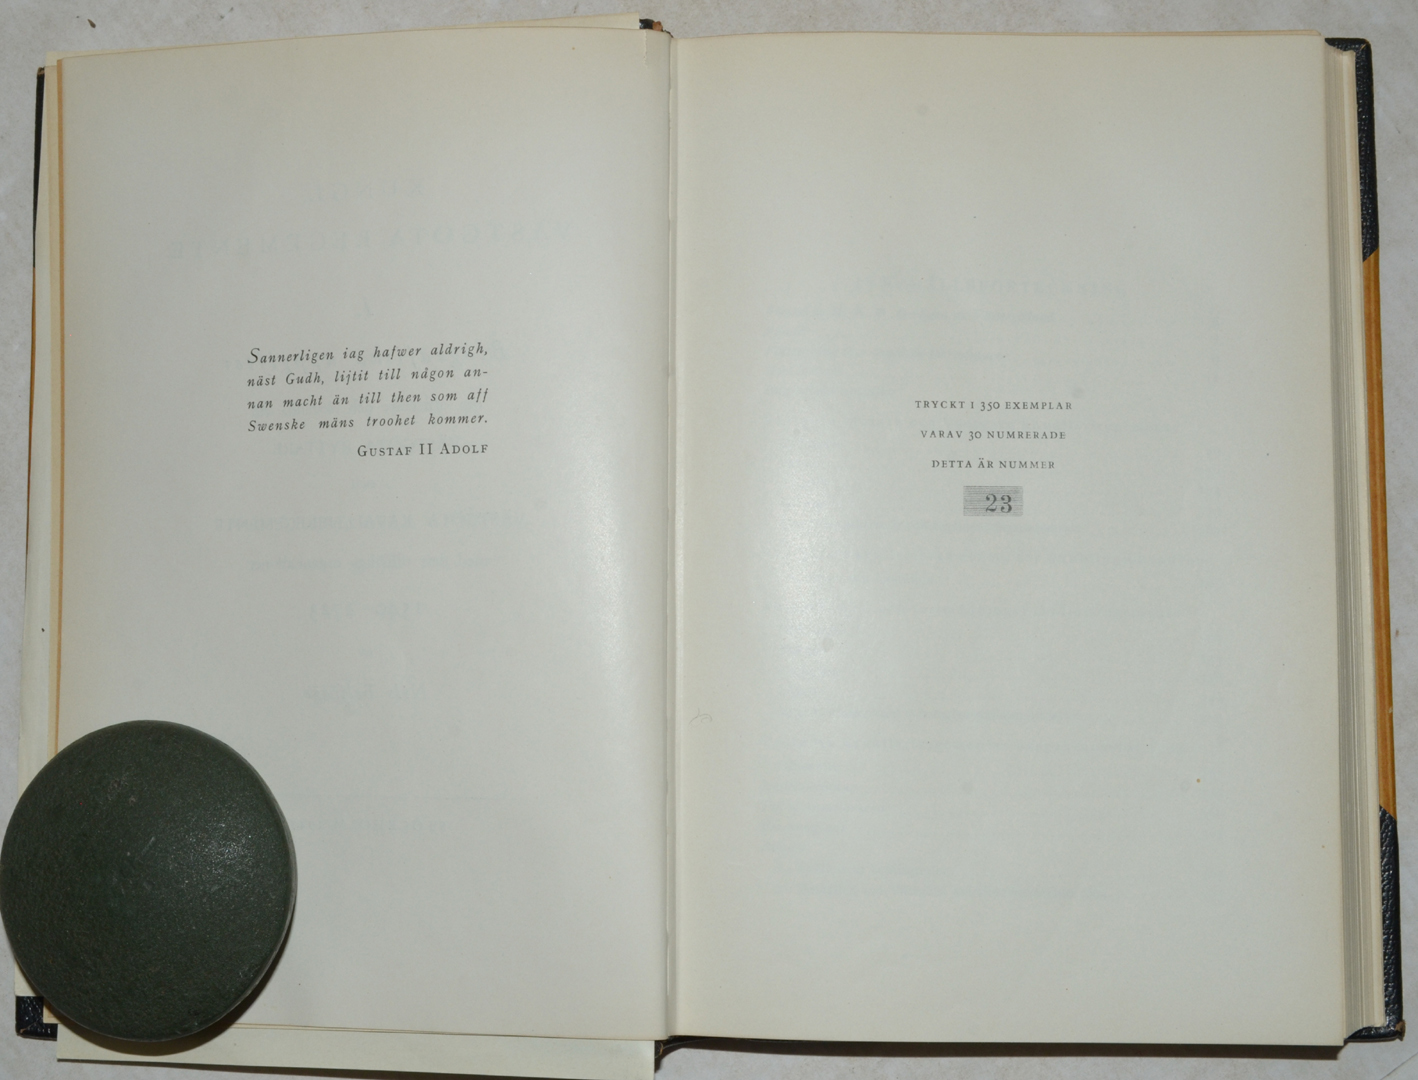 Sannerligen iag hafwer aldrigh,
näst Gudh, lijtit till någon an-
nan macht än till then som aff
Swenske mäns troohet kommer.
GUSTAF II ADOLF
TRYCKT I 350 EXEMPLAR
VARAV 30 NUMRERADE
DETTA ÄR NUMMER
23